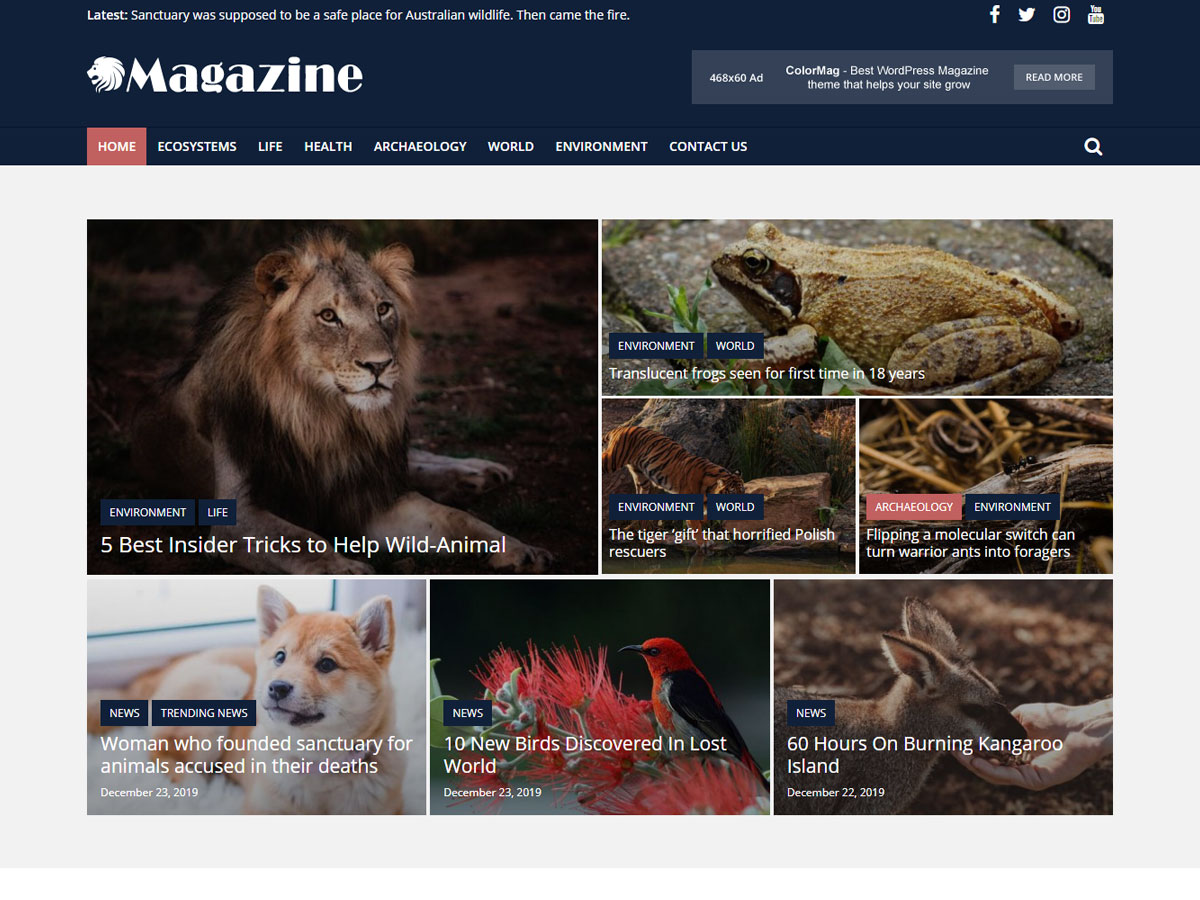 Latest: Sanctuary was supposed to be a safe place for Australian wildlife. Then came the fire.
You
Tube
Magazine
468x60 Ad
ColorMag - Best WordPress Magazine
theme that helps your site grow
READ MORE
HOME ECOSYSTEMS LIFE HEALTH ARCHAEOLOGY WORLD ENVIRONMENT CONTACT US
ENVIRONMENT LIFE
5 Best Insider Tricks to Help Wild-Animal
ENVIRONMENT WORLD
Translucent frogs seen for first time in 18 years
ENVIRONMENT WORLD
The tiger ‘gift’ that horrified Polish
rescuers
ARCHAEOLOGY ENVIRONMENT
Flipping a molecular switch can
turn warrior ants into foragers
NEWS TRENDING NEWS
Woman who founded sanctuary for
animals accused in their deaths
December 23, 2019
NEWS
10 New Birds Discovered In Lost
World
December 23, 2019
NEWS
60 Hours On Burning Kangaroo
Island
December 22, 2019